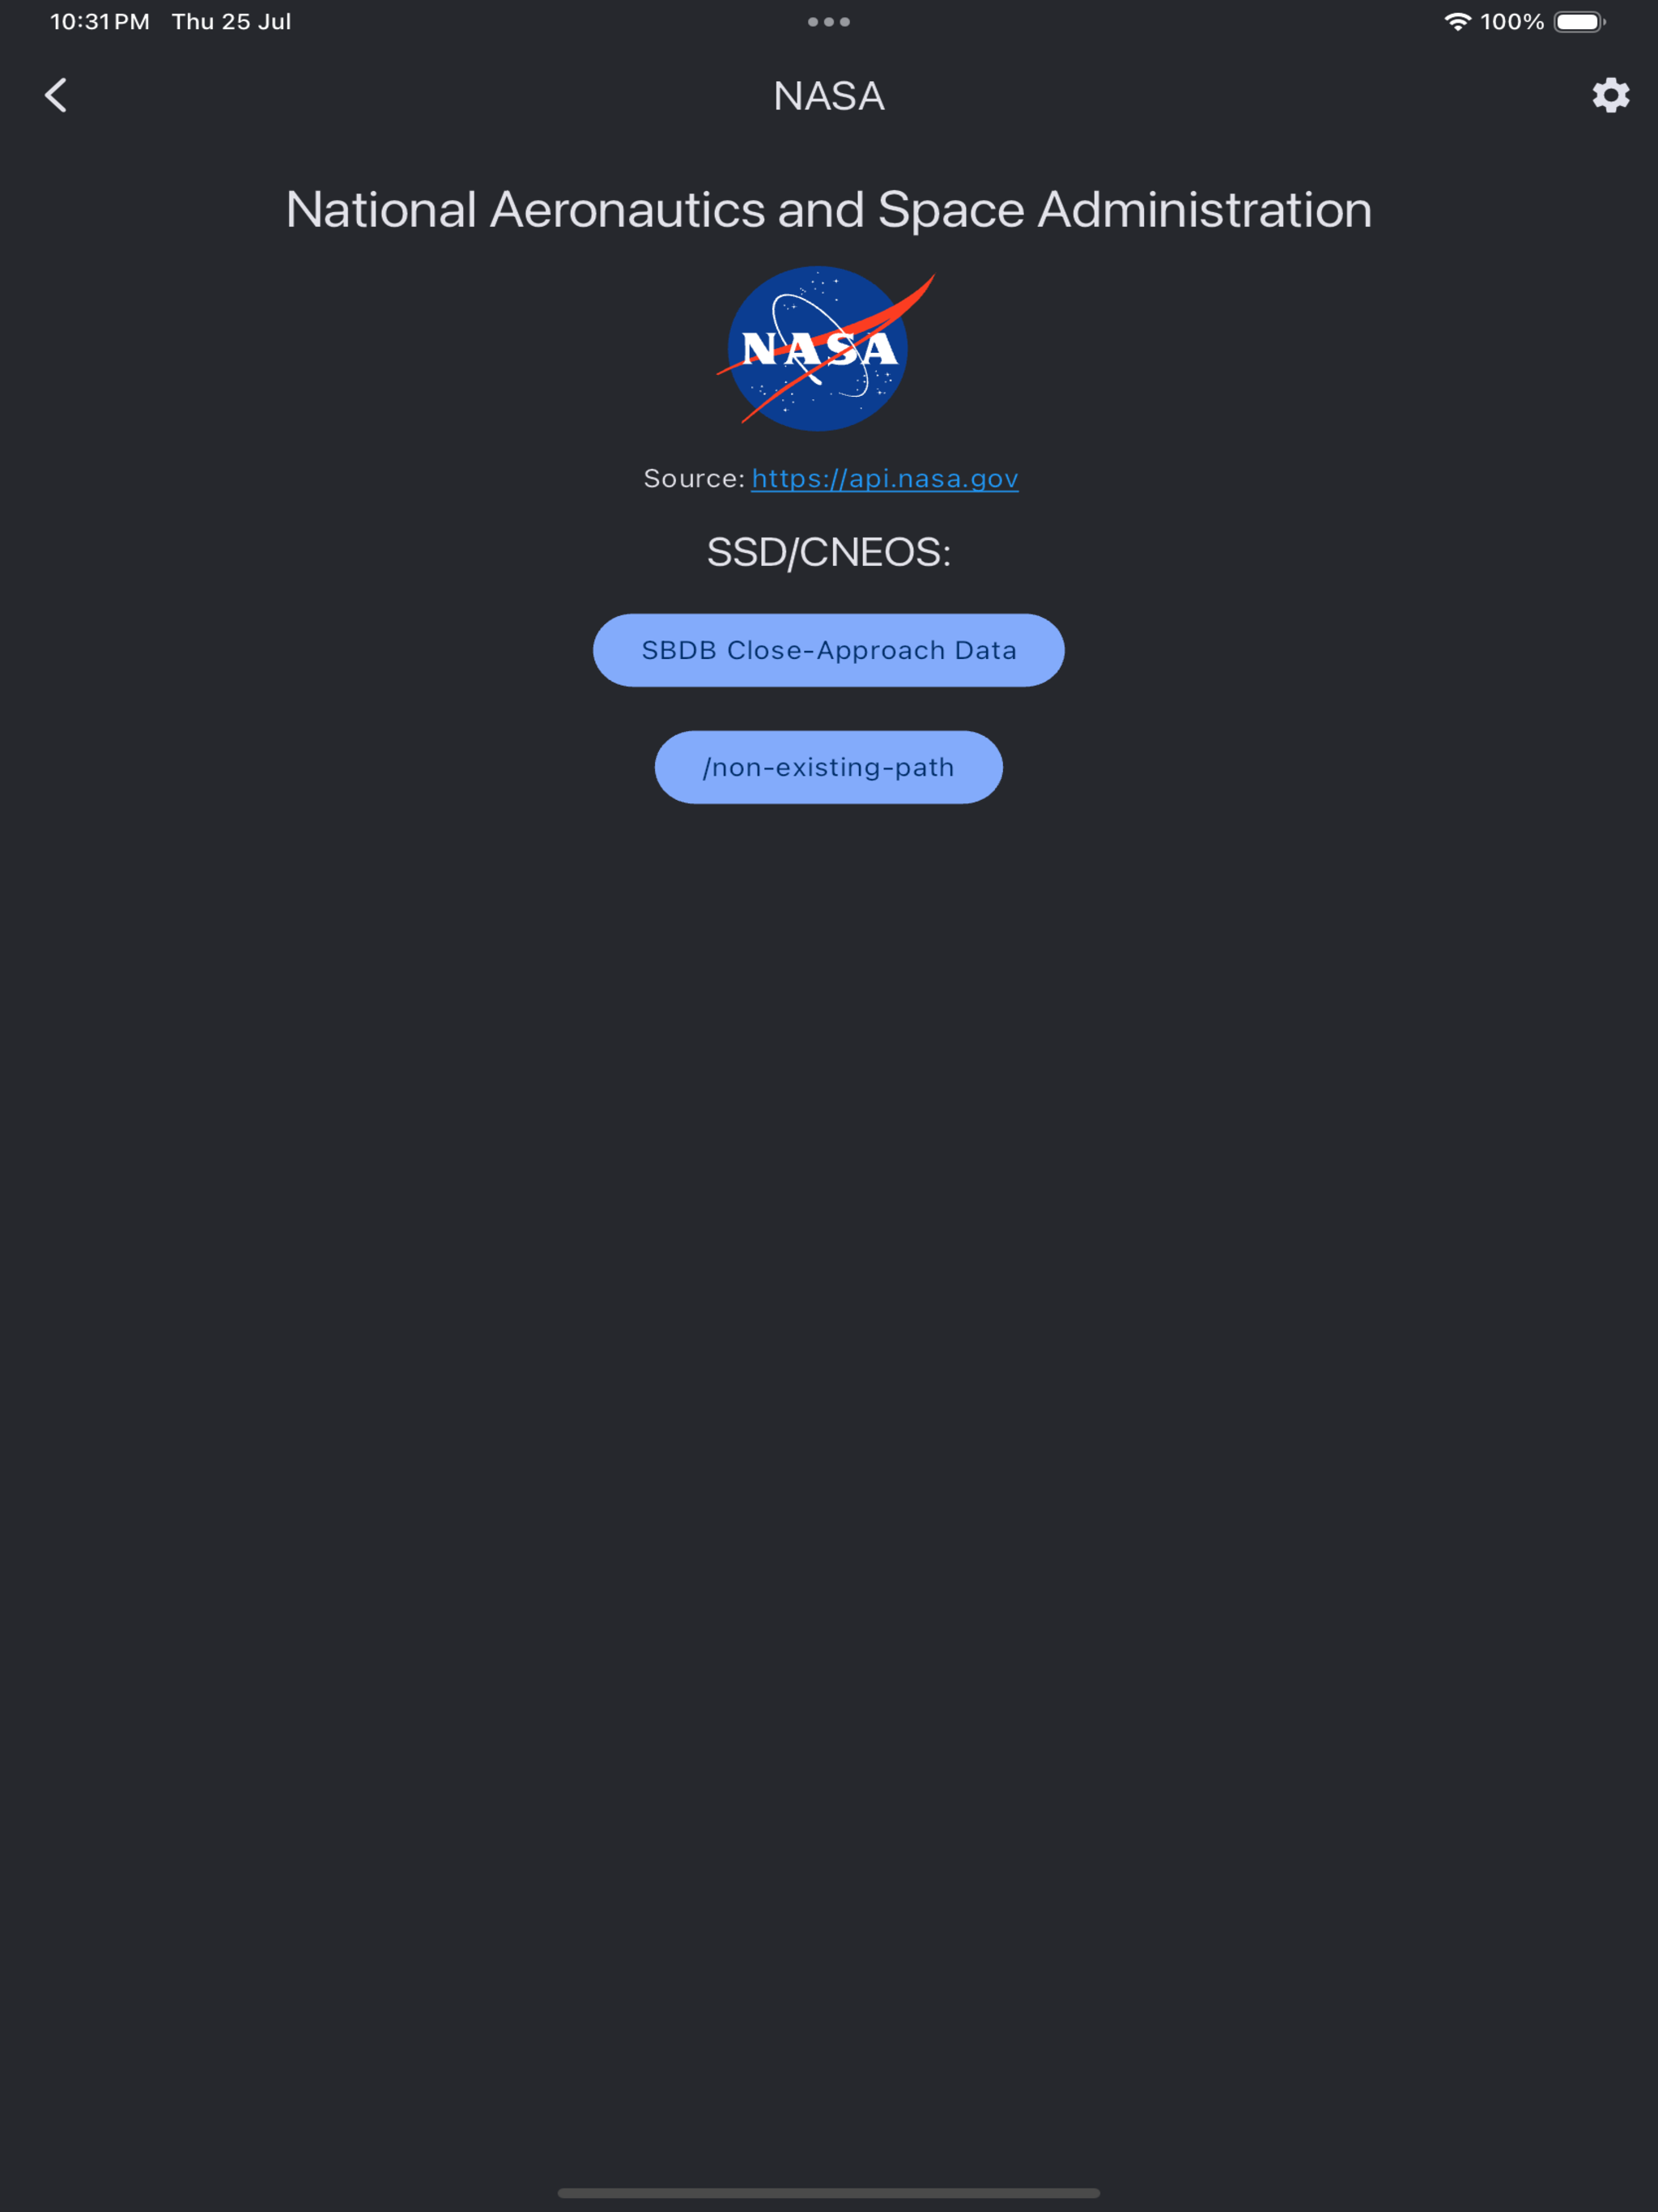 10:31 PM Thu 25 Jul 100%
NASA
National Aeronautics and Space Administration
NASA
Source: https://api.nasa.gov
SSD/CNEOS:
SBDB Close-Approach Data
/non-existing-path